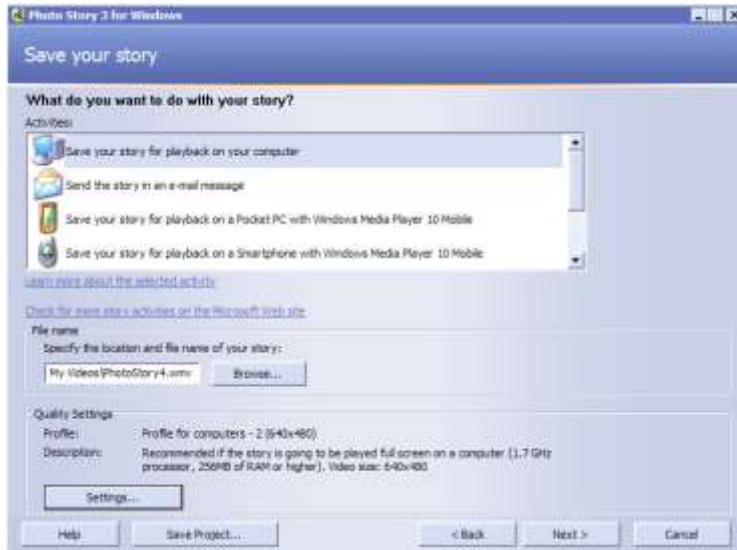 Photo Story 3 for Windows
Save your story
What do you want to do with your story?
Activities:
Save your story for playback on your computer
Send the story in an e-mail message
Save your story for playback on a Pocket PC with Windows Media Player 10 Mobile
Save your story for playback on a Smartphone with Windows Media Player 10 Mobile
Learn more about the selected activity
Check for more story activities on the Microsoft Web site
File name
Specify the location and file name of your story:
My Videos\PhotoStory4.wmv
Browse...
Quality Settings
Profile: Profile for computers - 2 (640x480)
Description: Recommended if the story is going to be played full screen on a computer (1.7 GHz
processor, 256MB of RAM or higher). Video size: 640x480
Settings...
Help Save Project... < Back Next > Cancel